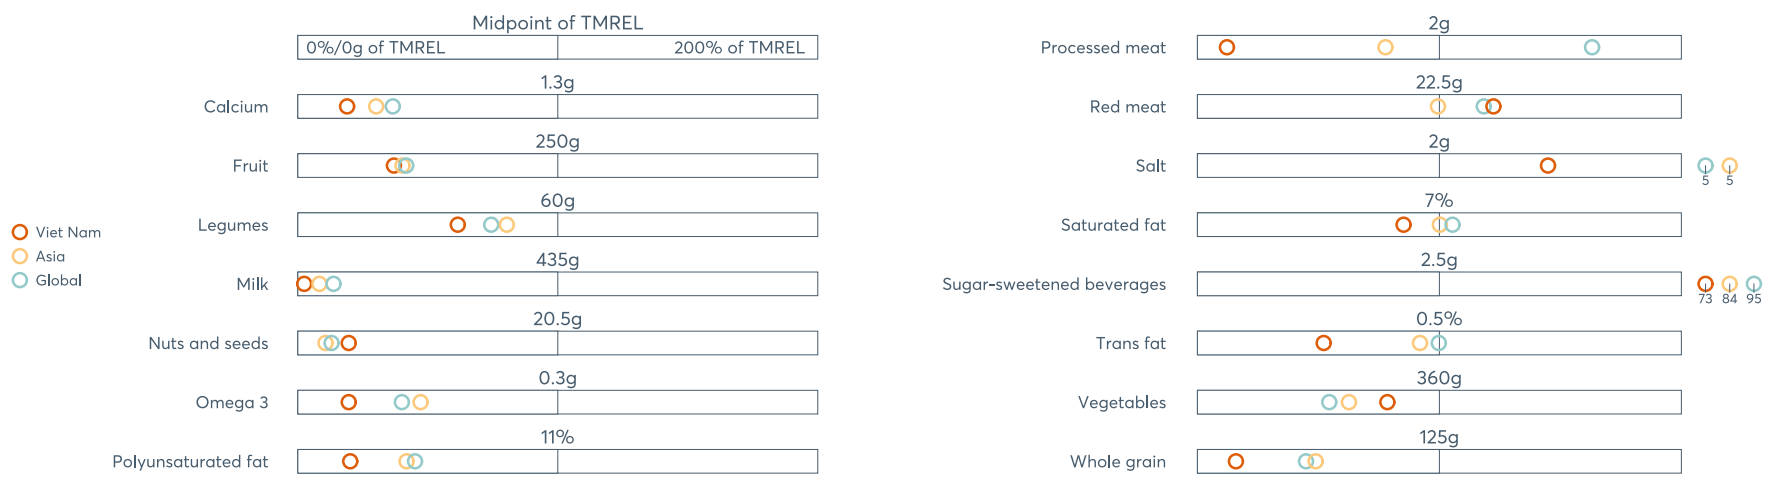 Midpoint of TMREL
0%/0g of TMREL
200% of TMREL
1.3g
Calcium
250g
Fruit
60g
Legumes
Viet Nam
Asia
Global
435g
Milk
20.5g
Nuts and seeds
0.3g
Omega 3
11%
Polyunsaturated fat
2g
Processed meat
22.5g
Red meat
2g
Salt
5 5
7%
Saturated fat
2.5g
Sugar-sweetened beverages
73 84 95
0.5%
Trans fat
360g
Vegetables
125g
Whole grain